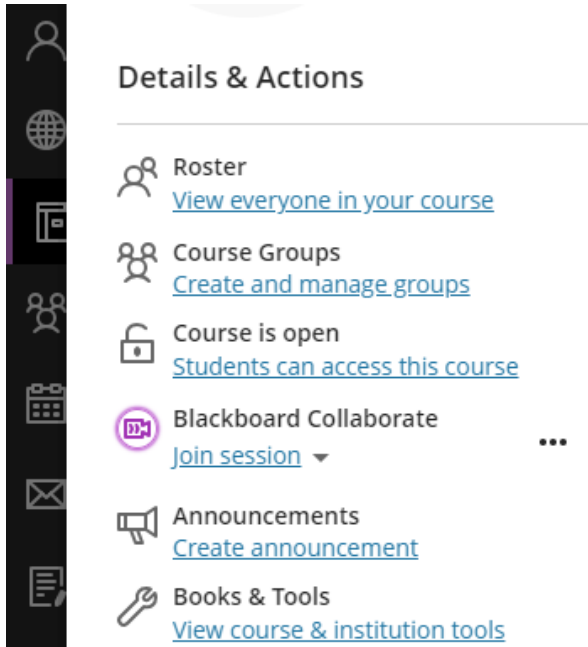 Details & Actions
Roster
View everyone in your course
Course Groups
Create and manage groups
Course is open
Students can access this course
Blackboard Collaborate
Join session
Announcements
Create announcement
Books & Tools
View course & institution tools